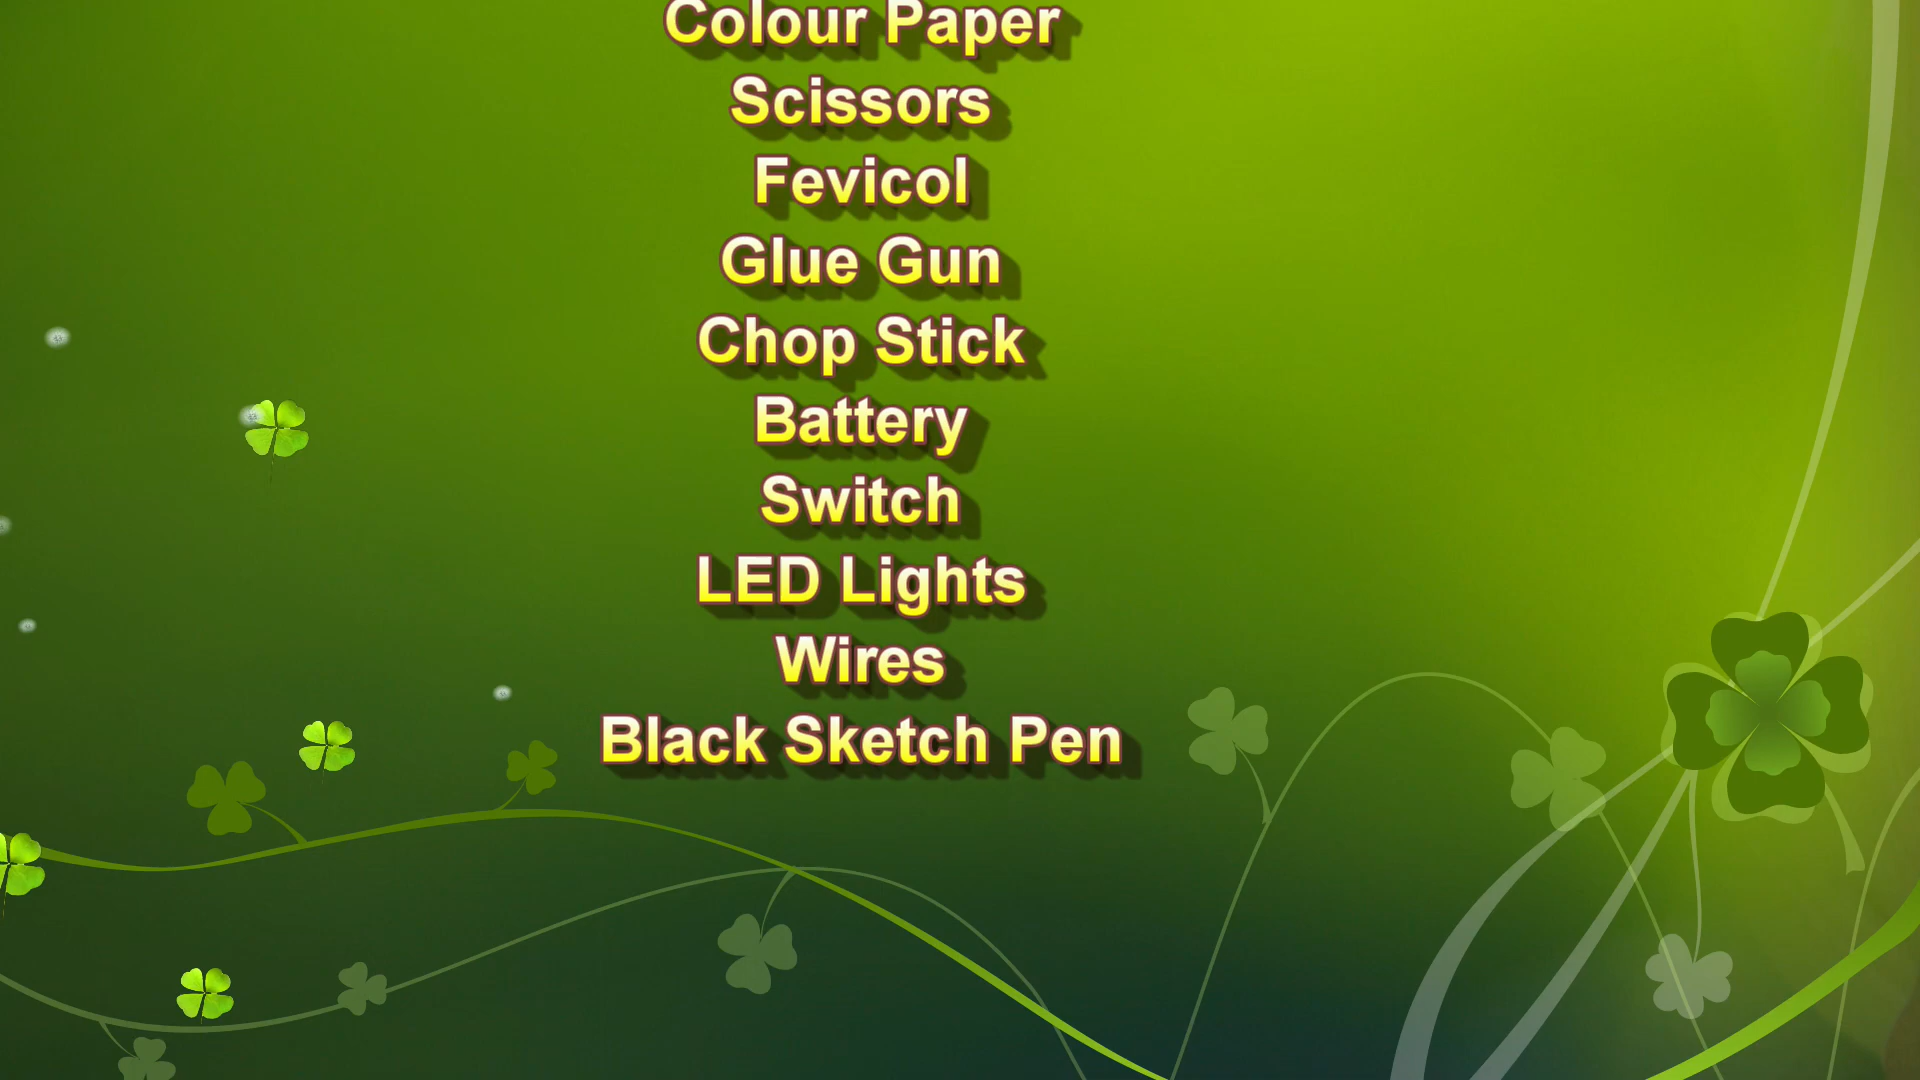 Colour Paper
Scissors
Fevicol
Glue Gun
Chop Stick
Battery
Switch
LED Lights
Wires
Black Sketch Pen